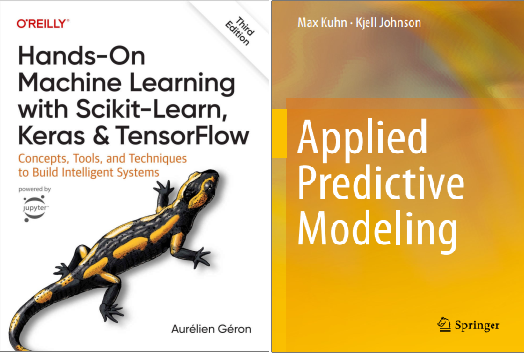 O'REILLY®
Third
Edition
Hands-On
Machine Learning
with Scikit-Learn,
Keras & TensorFlow
Concepts, Tools, and Techniques
to Build Intelligent Systems
powered by
jupyter
Aurélien Géron
Max Kuhn · Kjell Johnson
Applied
Predictive
Modeling
Springer